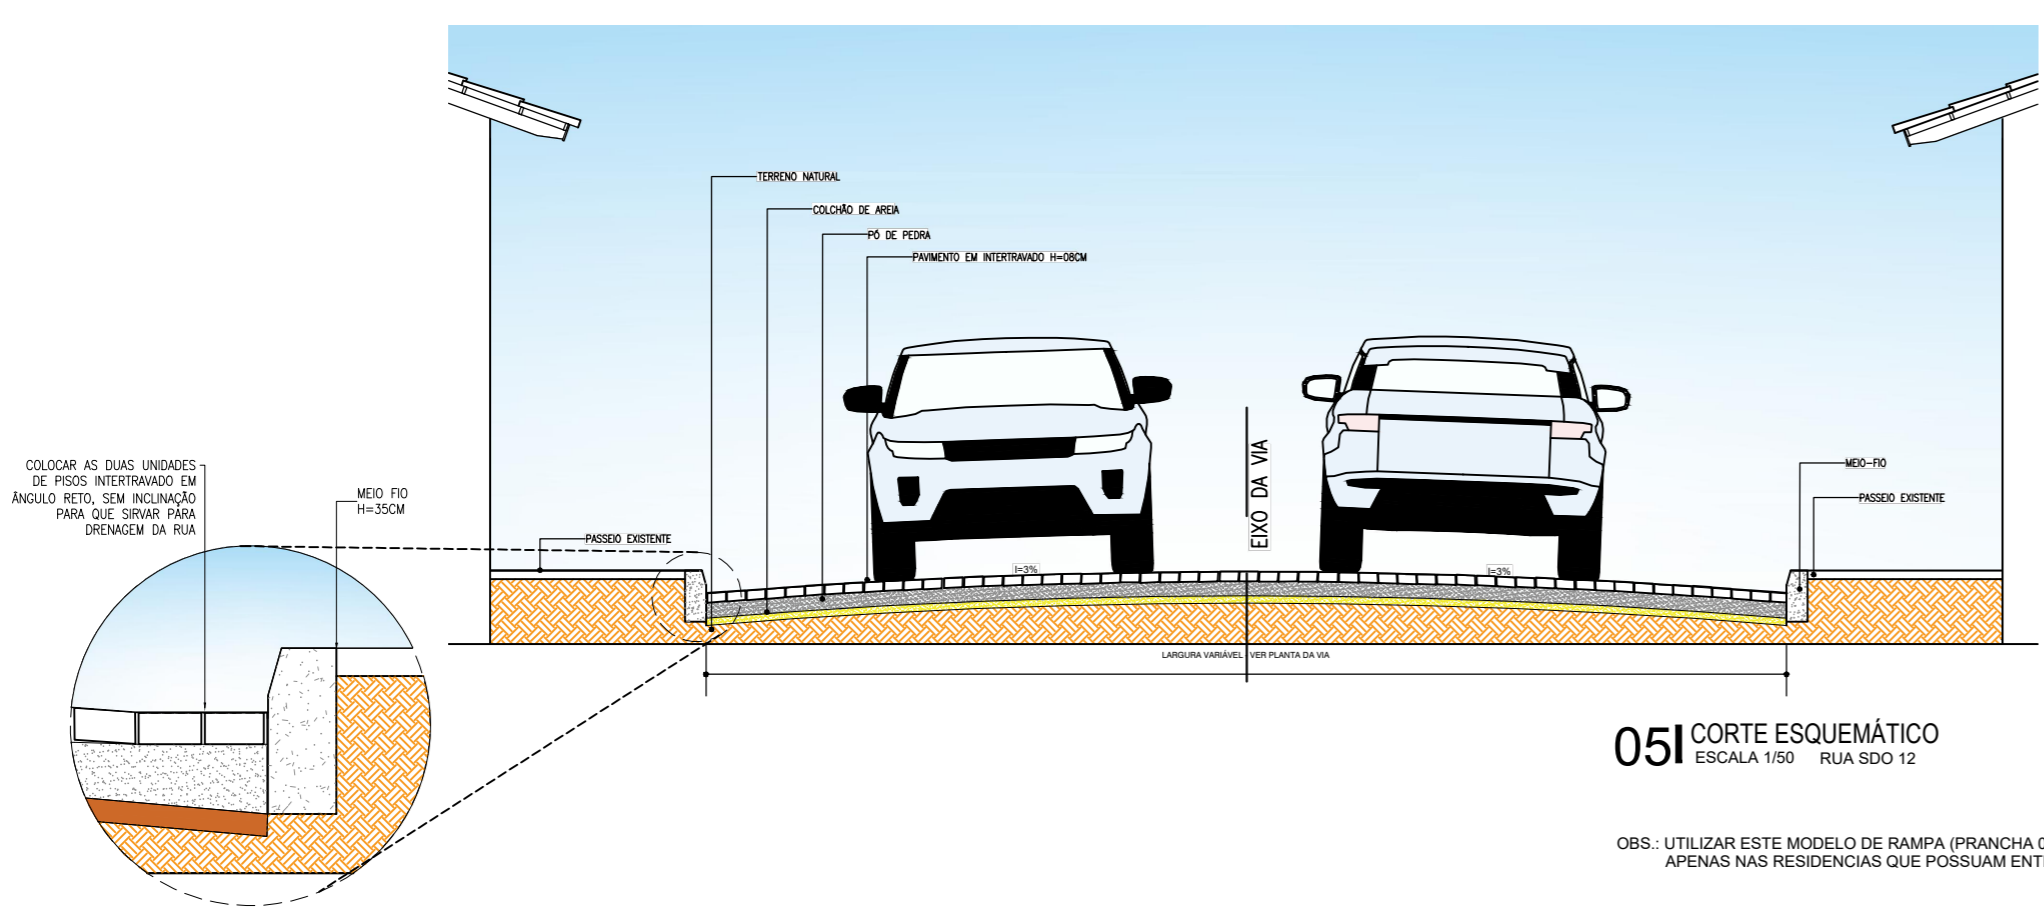 TERRENO NATURAL
COLCHÃO DE AREIA
PÓ DE PEDRA
PAVIMENTO EM INTERTRAVADO H=08CM
COLOCAR AS DUAS UNIDADES
DE PISOS INTERTRAVADO EM
ÂNGULO RETO, SEM INCLINAÇÃO
PARA QUE SIRVAR PARA
DRENAGEM DA RUA
MEIO FIO
H=35CM
PASSEIO EXISTENTE
EIXO DA VIA
MEIO-FIO
PASSEIO EXISTENTE
I=3%
I=3%
LARGURA VARIÁVEL VER PLANTA DA VIA
05| CORTE ESQUEMÁTICO
ESCALA 1/50 RUA SDO 12
OBS.: UTILIZAR ESTE MODELO DE RAMPA (PRANCHA 0
APENAS NAS RESIDENCIAS QUE POSSUAM ENT